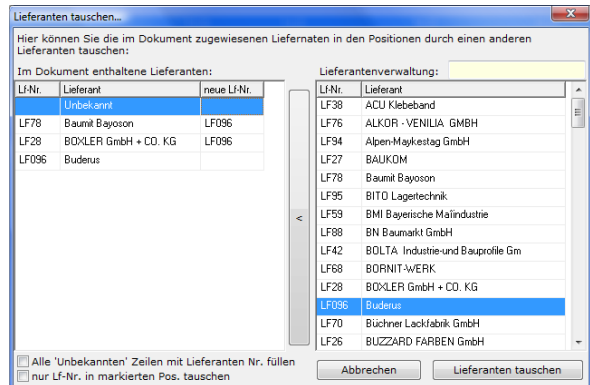 Lieferanten tauschen...
Hier können Sie die im Dokument zugewiesenen Liefernaten in den Positionen durch einen anderen
Lieferanten tauschen:
Im Dokument enthaltene Lieferanten:
Lf-Nr. Lieferant neue Lf-Nr.
Unbekannt
LF78 Baumit Bayoson LF096
LF28 BOXLER GmbH + CO. KG LF096
LF096 Buderus
<
Lieferantenverwaltung:
Lf-Nr. Lieferant
LF38 ACU Klebeband
LF76 ALKOR - VENILIA GMBH
LF94 Alpen-Maykestag GmbH
LF27 BAUKOM
LF78 Baumit Bayoson
LF95 BITO Lagertechnik
LF59 BMI Bayerische Maßindustrie
LF88 BN Baumarkt GmbH
LF42 BOLTA Industrie-und Bauprofile Gm
LF68 BORNIT-WERK
LF28 BOXLER GmbH + CO. KG
LF096 Buderus
LF70 Büchner Lackfabrik GmbH
LF26 BUZZARD FARBEN GmbH
Alle 'Unbekannten' Zeilen mit Lieferanten Nr. füllen
nur Lf-Nr. in markierten Pos. tauschen
Abbrechen
Lieferanten tauschen